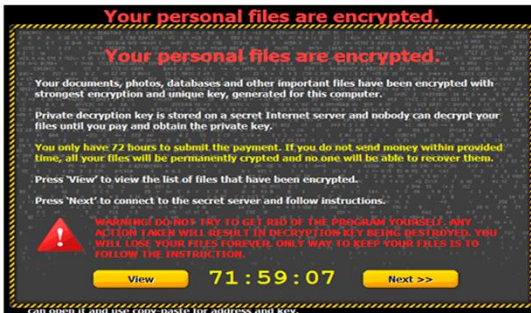 Your personal files are encrypted.
Your personal files are encrypted.
Your documents, photos, databases and other important files have been encrypted with
strongest encryption and unique key, generated for this computer.
Private decryption key is stored on a secret Internet server and nobody can decrypt your
files until you pay and obtain the private key.
You only have 72 hours to submit the payment. If you do not send money within provided
time, all your files will be permanently crypted and no one will be able to recover them.
Press 'View' to view the list of files that have been encrypted.
Press 'Next' to connect to the secret server and follow instructions.
WARNING! DO NOT TRY TO GET RID OF THE PROGRAM YOURSELF. ANY
ACTION TAKEN WILL RESULT IN DECRYPTION KEY BEING DESTROYED. YOU
WILL LOSE YOUR FILES FOREVER. ONLY WAY TO KEEP YOUR FILES IS TO
FOLLOW THE INSTRUCTION.
View
71:59:07
Next >>
can open it and use copy-paste for address and key.